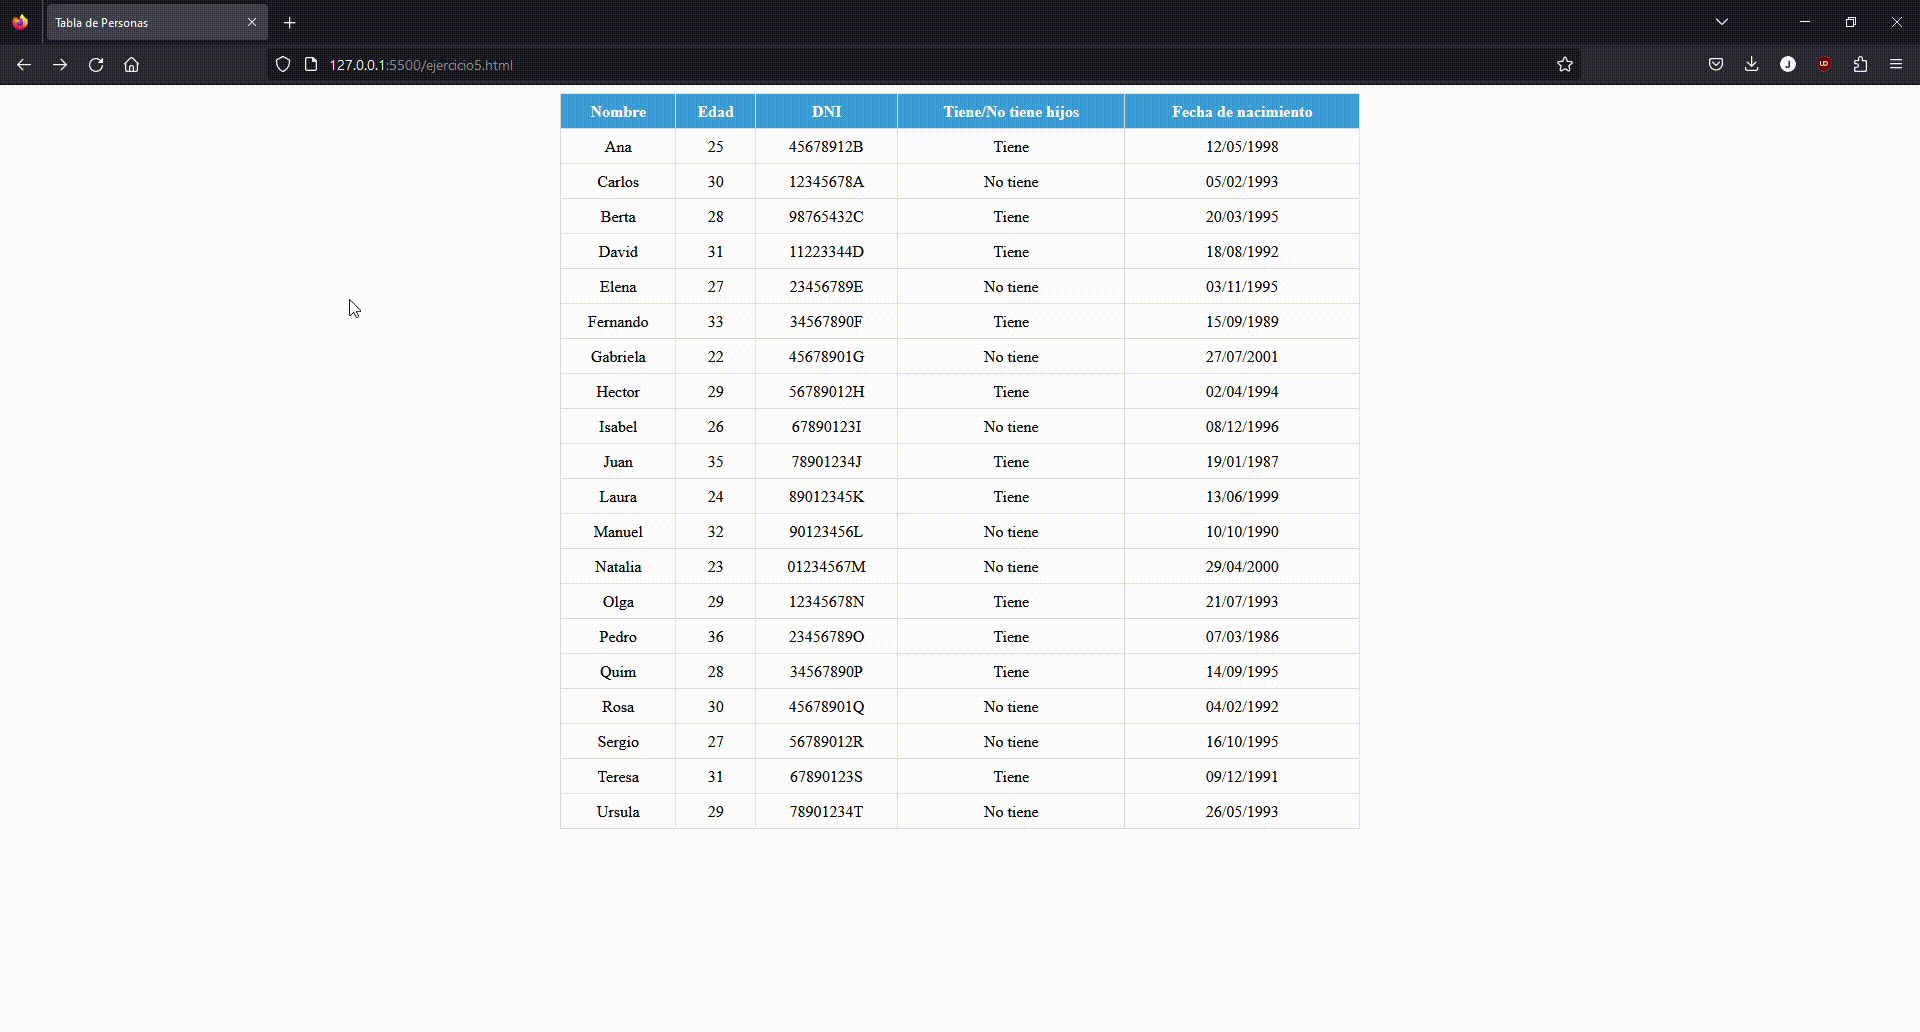 Tabla de Personas
127.0.0.1:5500/ejercicio5.html
J
UD
Nombre Edad DNI Tiene/No tiene hijos Fecha de nacimiento
Ana 25 45678912B Tiene 12/05/1998
Carlos 30 12345678A No tiene 05/02/1993
Berta 28 98765432C Tiene 20/03/1995
David 31 11223344D Tiene 18/08/1992
Elena 27 23456789E No tiene 03/11/1995
Fernando 33 34567890F Tiene 15/09/1989
Gabriela 22 45678901G No tiene 27/07/2001
Hector 29 56789012H Tiene 02/04/1994
Isabel 26 67890123I No tiene 08/12/1996
Juan 35 78901234J Tiene 19/01/1987
Laura 24 89012345K Tiene 13/06/1999
Manuel 32 90123456L No tiene 10/10/1990
Natalia 23 01234567M No tiene 29/04/2000
Olga 29 12345678N Tiene 21/07/1993
Pedro 36 23456789O Tiene 07/03/1986
Quim 28 34567890P Tiene 14/09/1995
Rosa 30 45678901Q No tiene 04/02/1992
Sergio 27 56789012R No tiene 16/10/1995
Teresa 31 67890123S Tiene 09/12/1991
Ursula 29 78901234T No tiene 26/05/1993